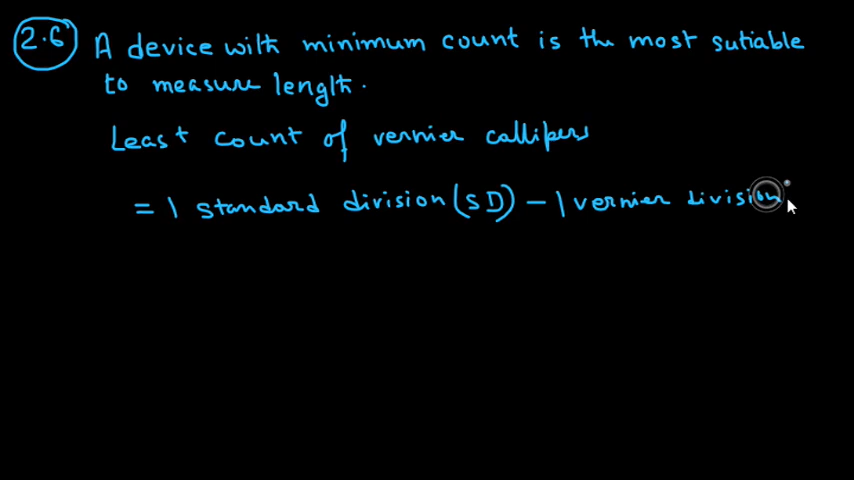 2.6 A device with minimum count is the most sutiable
to measure length.
Least count of vernier callipers
= 1 standard division (SD) - 1 vernier division